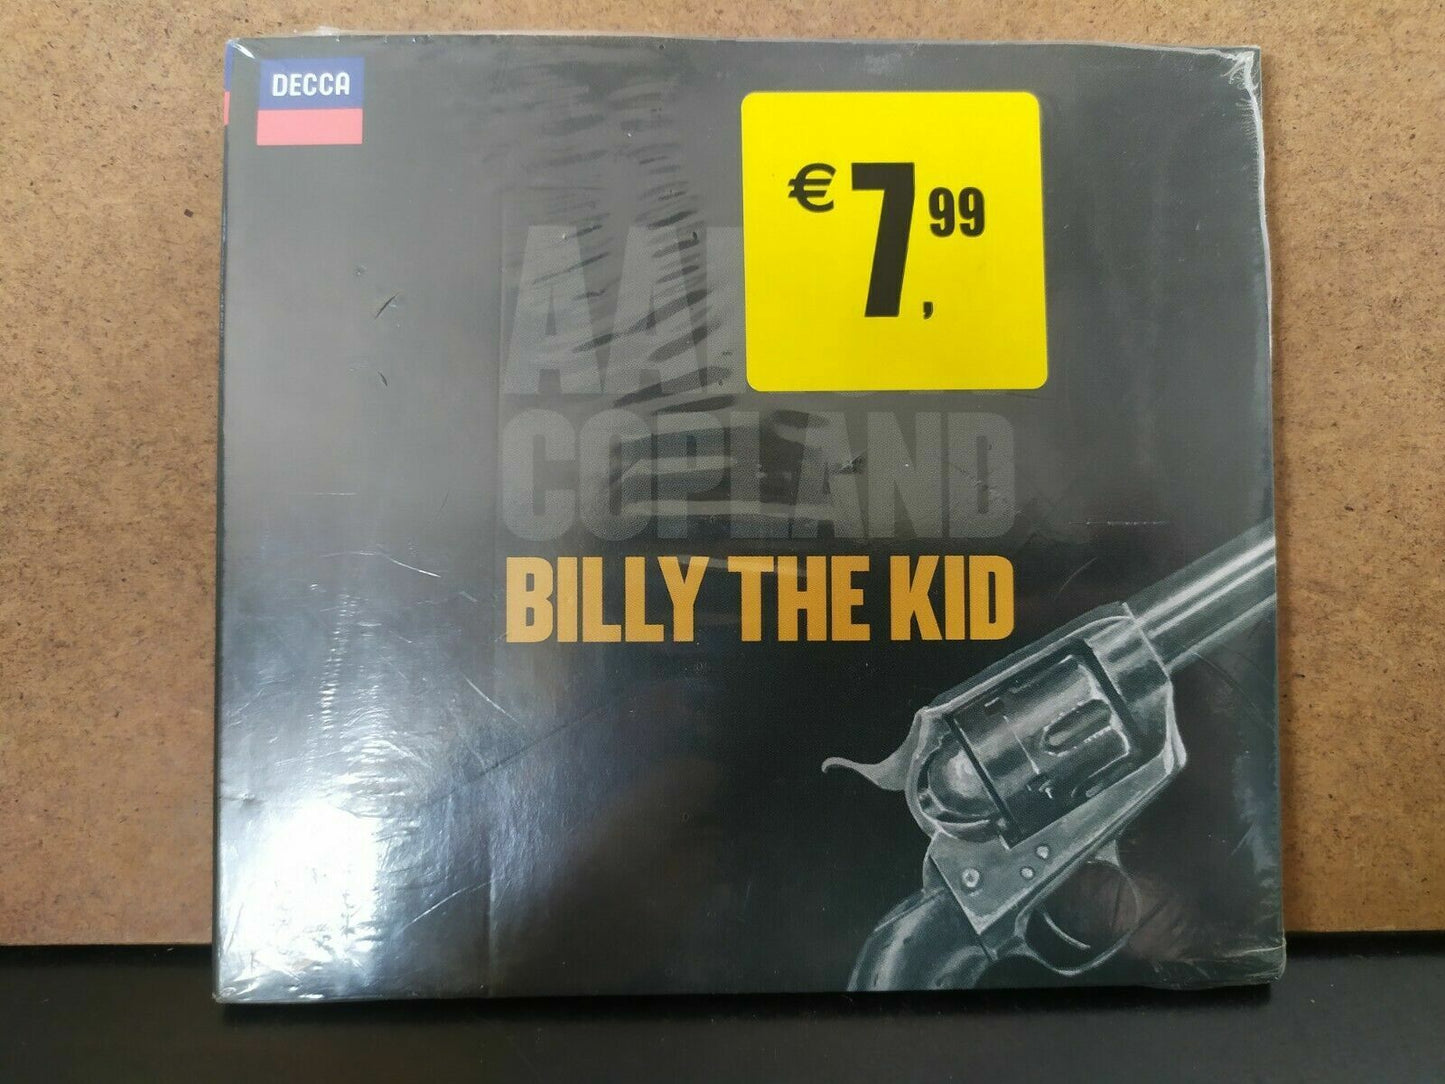 DECCA
€7,99
COPLAND
BILLY THE KID